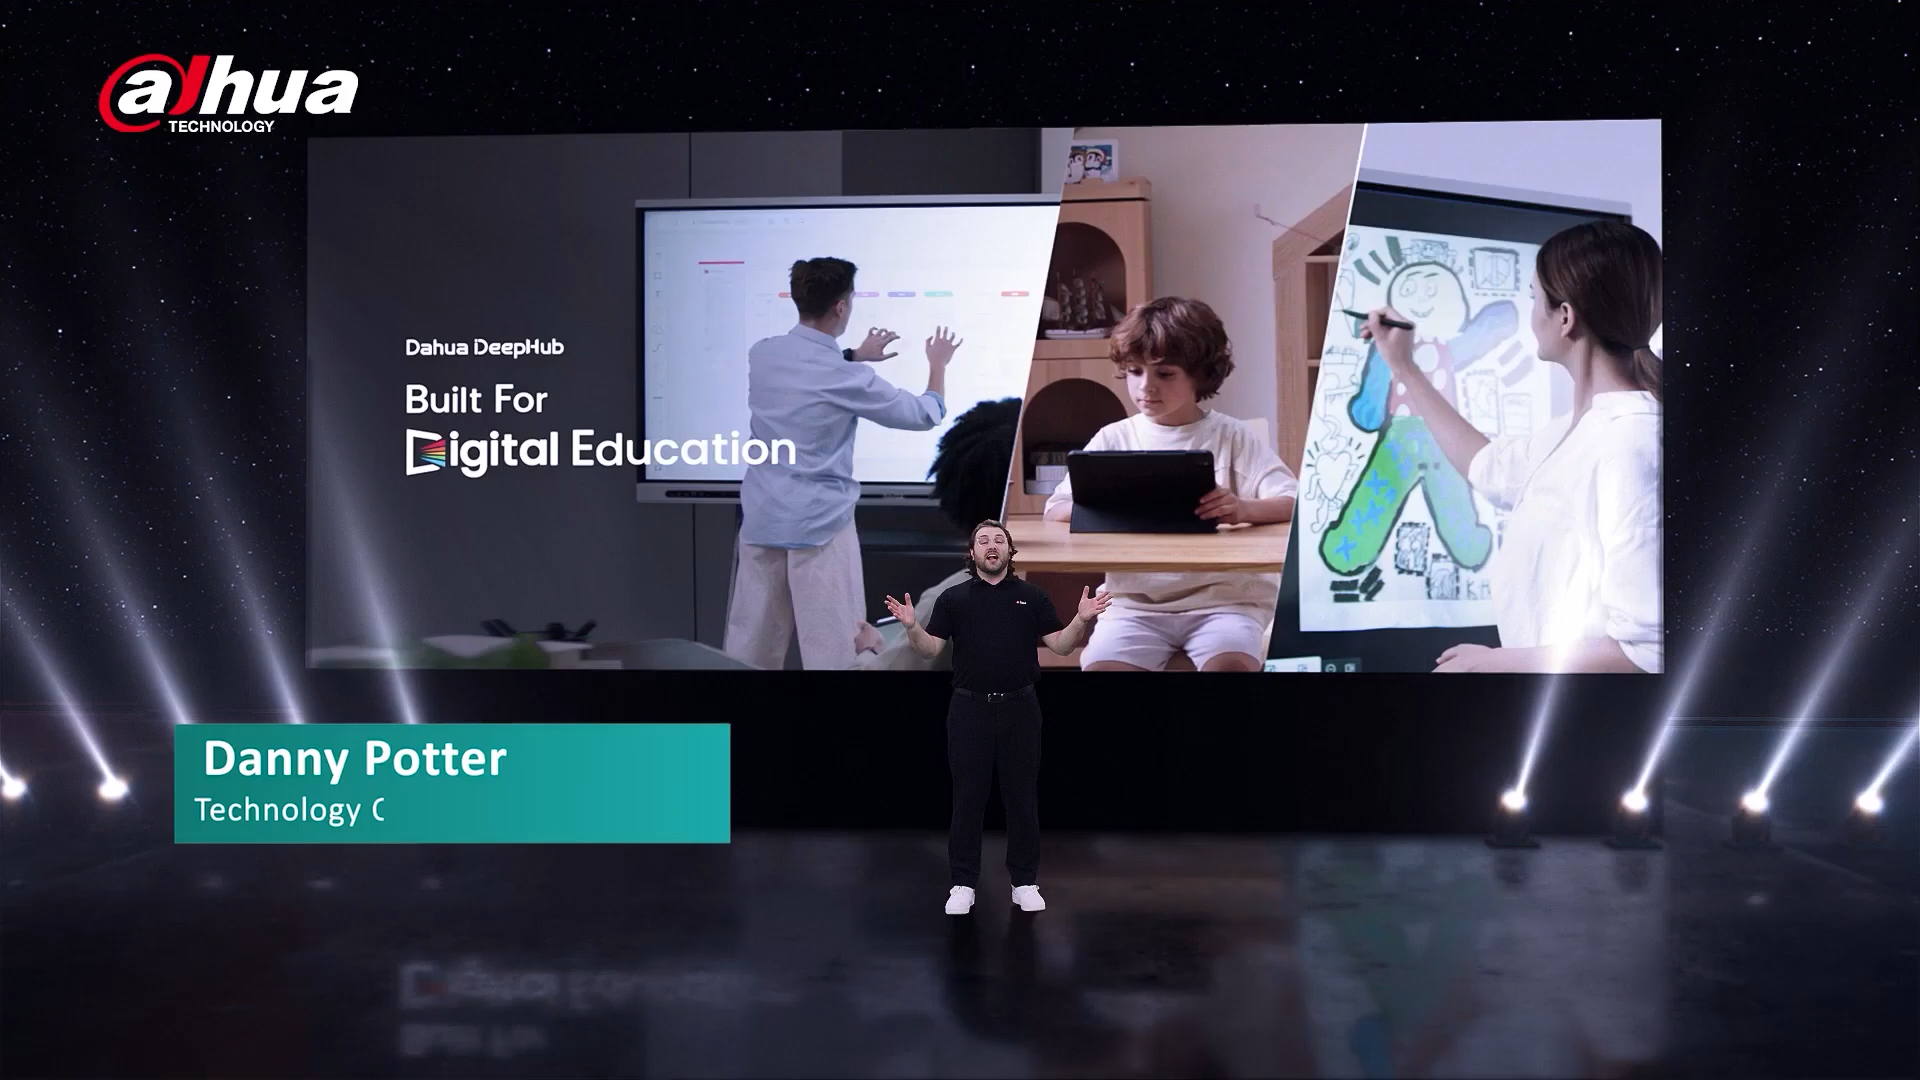 alhua
TECHNOLOGY
Dahua DeepHub
Built For
Digital Education
Danny Potter
Technology C